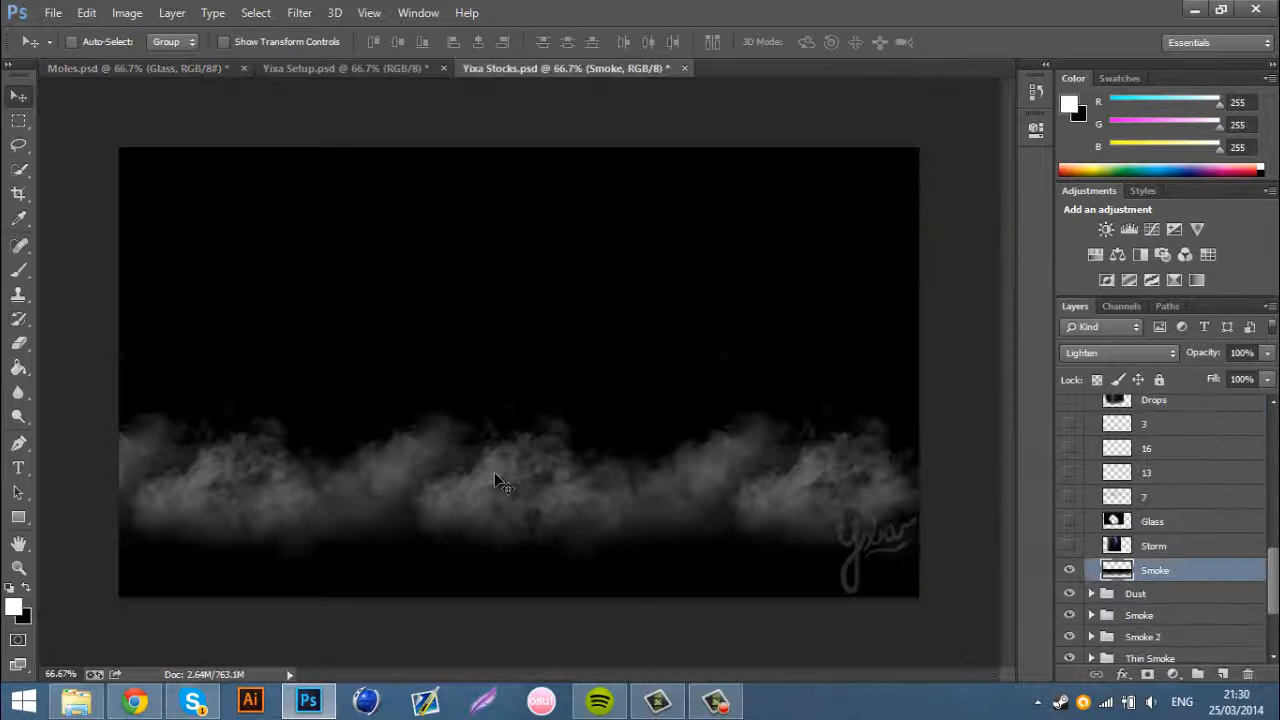 Ps File Edit Image Layer Type Select Filter 3D View Window Help
Auto-Select: Group Show Transform Controls 3D Mode: Essentials
Moles.psd @ 66.7% (Glass, RGB/8#) * × Yixa Setup.psd @ 66.7% (RGB/8) * × Yixa Stocks.psd @ 66.7% (Smoke, RGB/8) * ×
Color Swatches
R 255
G 255
B 255
Adjustments Styles
Add an adjustment
Layers Channels Paths
Kind
Lighten Opacity: 100%
Lock: Fill: 100%
Drops
3
16
13
7
Glass
Storm
Smoke
Dust
Smoke
Smoke 2
Thin Smoke
66.67% Doc: 2.64M/763.1M
Ai Ps osu! ENG 21:30
25/03/2014